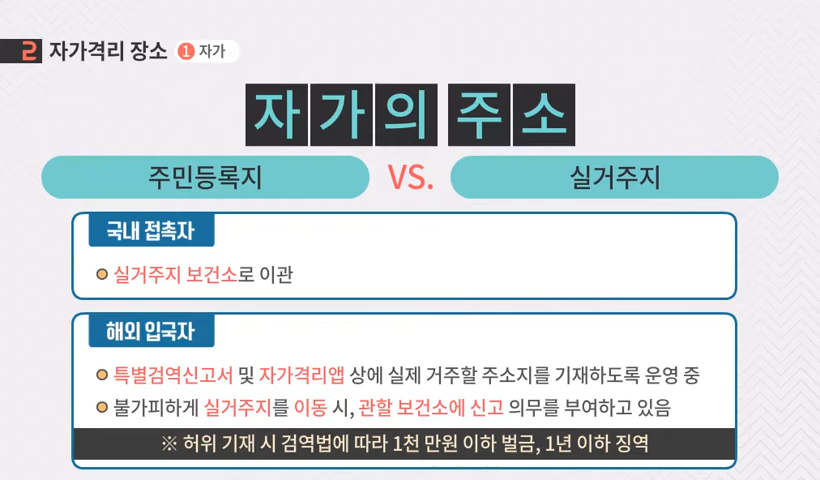 2 자가격리 장소 1 자가
자가의 주소
주민등록지 VS. 실거주지
국내 접촉자
실거주지 보건소로 이관
해외 입국자
특별검역신고서 및 자가격리앱 상에 실제 거주할 주소지를 기재하도록 운영 중
불가피하게 실거주지를 이동 시, 관할 보건소에 신고 의무를 부여하고 있음
※ 허위 기재 시 검역법에 따라 1천 만원 이하 벌금, 1년 이하 징역